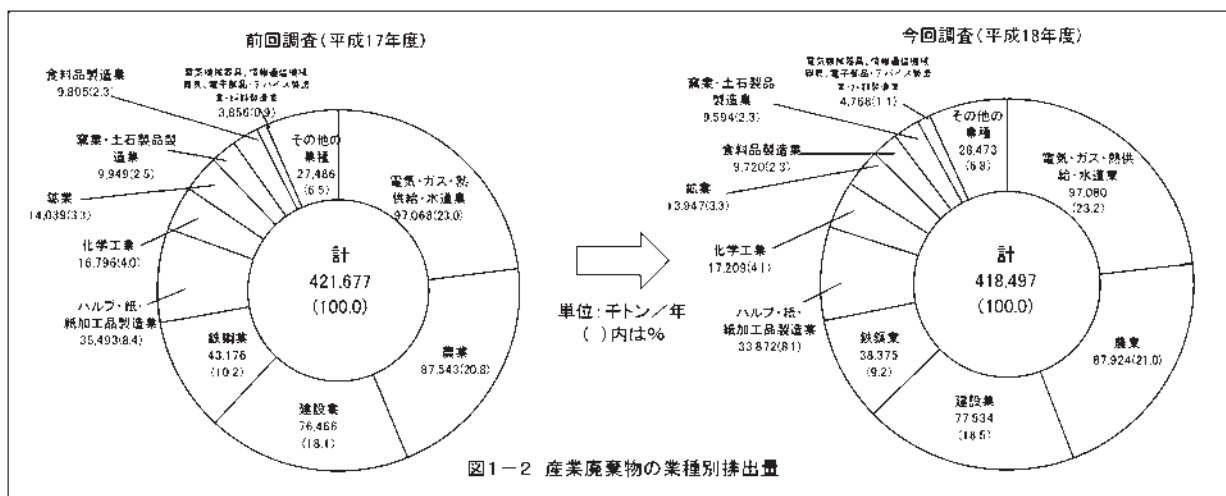 前回調査(平成17年度)
食料品製造業
9,805(2.3)
3,856(0.9)
窯業・土石製品製
造業
9,949(2.5)
鉱業
14,039(3.3)
化学工業
16,796(4.0)
パルプ・紙・
紙加工品製造業
35,493(8.4)
鉄鋼業
43,176
(10.2)
建設業
76,466
(18.1)
農業
87,543(20.8)
電気・ガス・熱
供給・水道業
97,068(23.0)
その他の
業種
27,486
(6.5)
計
421,677
(100.0)
単位:千トン/年
( )内は%
今回調査(平成18年度)
窯業・土石製品
製造業
9,594(2.3)
4,768(1.1)
食料品製造業
9,720(2.3)
鉱業
13,947(3.3)
化学工業
17,209(4.1)
パルプ・紙・
紙加工品製造業
33,872(8.1)
鉄鋼業
38,375
(9.2)
建設業
(18.5)
農業
87,924(21.0)
電気・ガス・熱供
給・水道業
97,080
(23.2)
その他の
業種
26,473
計
418,497
(100.0)
図1-2 産業廃棄物の業種別排出量